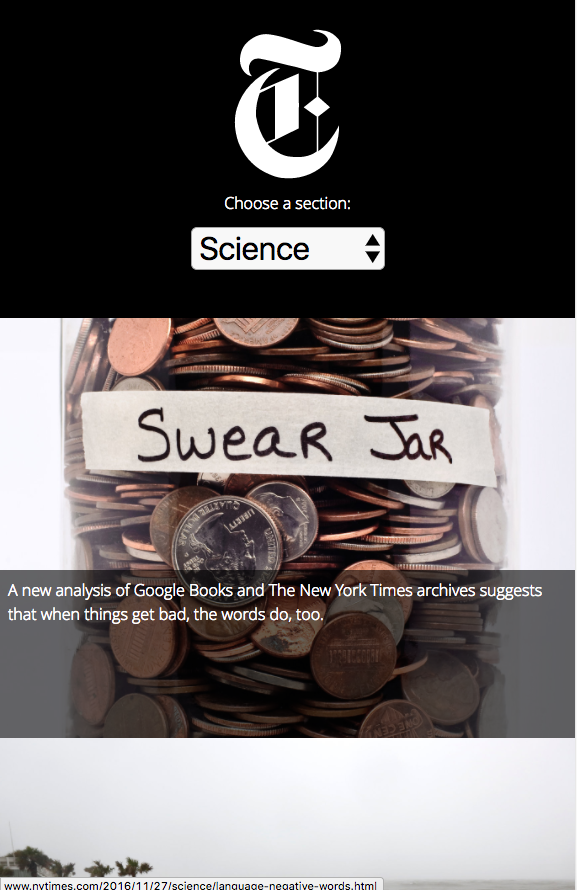 T
Choose a section:
Science
Swear Jar
A new analysis of Google Books and The New York Times archives suggests
that when things get bad, the words do, too.
www.nytimes.com/2016/11/27/science/language-negative-words.html